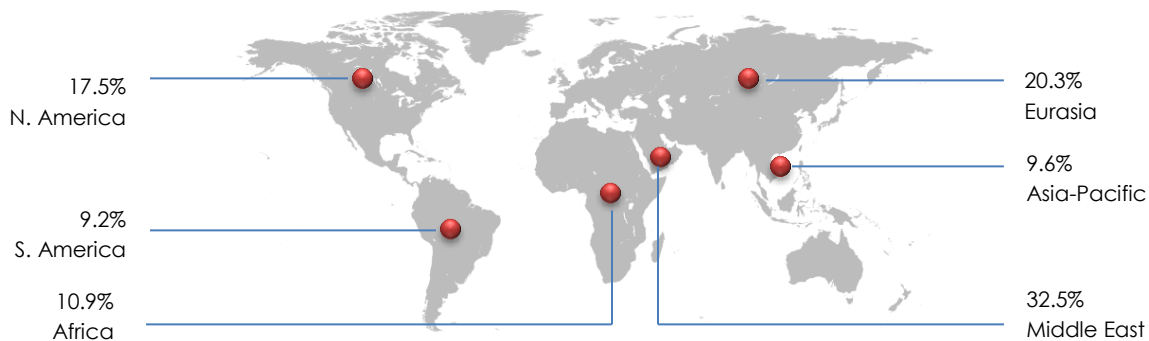 17.5%
N. America
9.2%
S. America
10.9%
Africa
20.3%
Eurasia
9.6%
Asia-Pacific
32.5%
Middle East